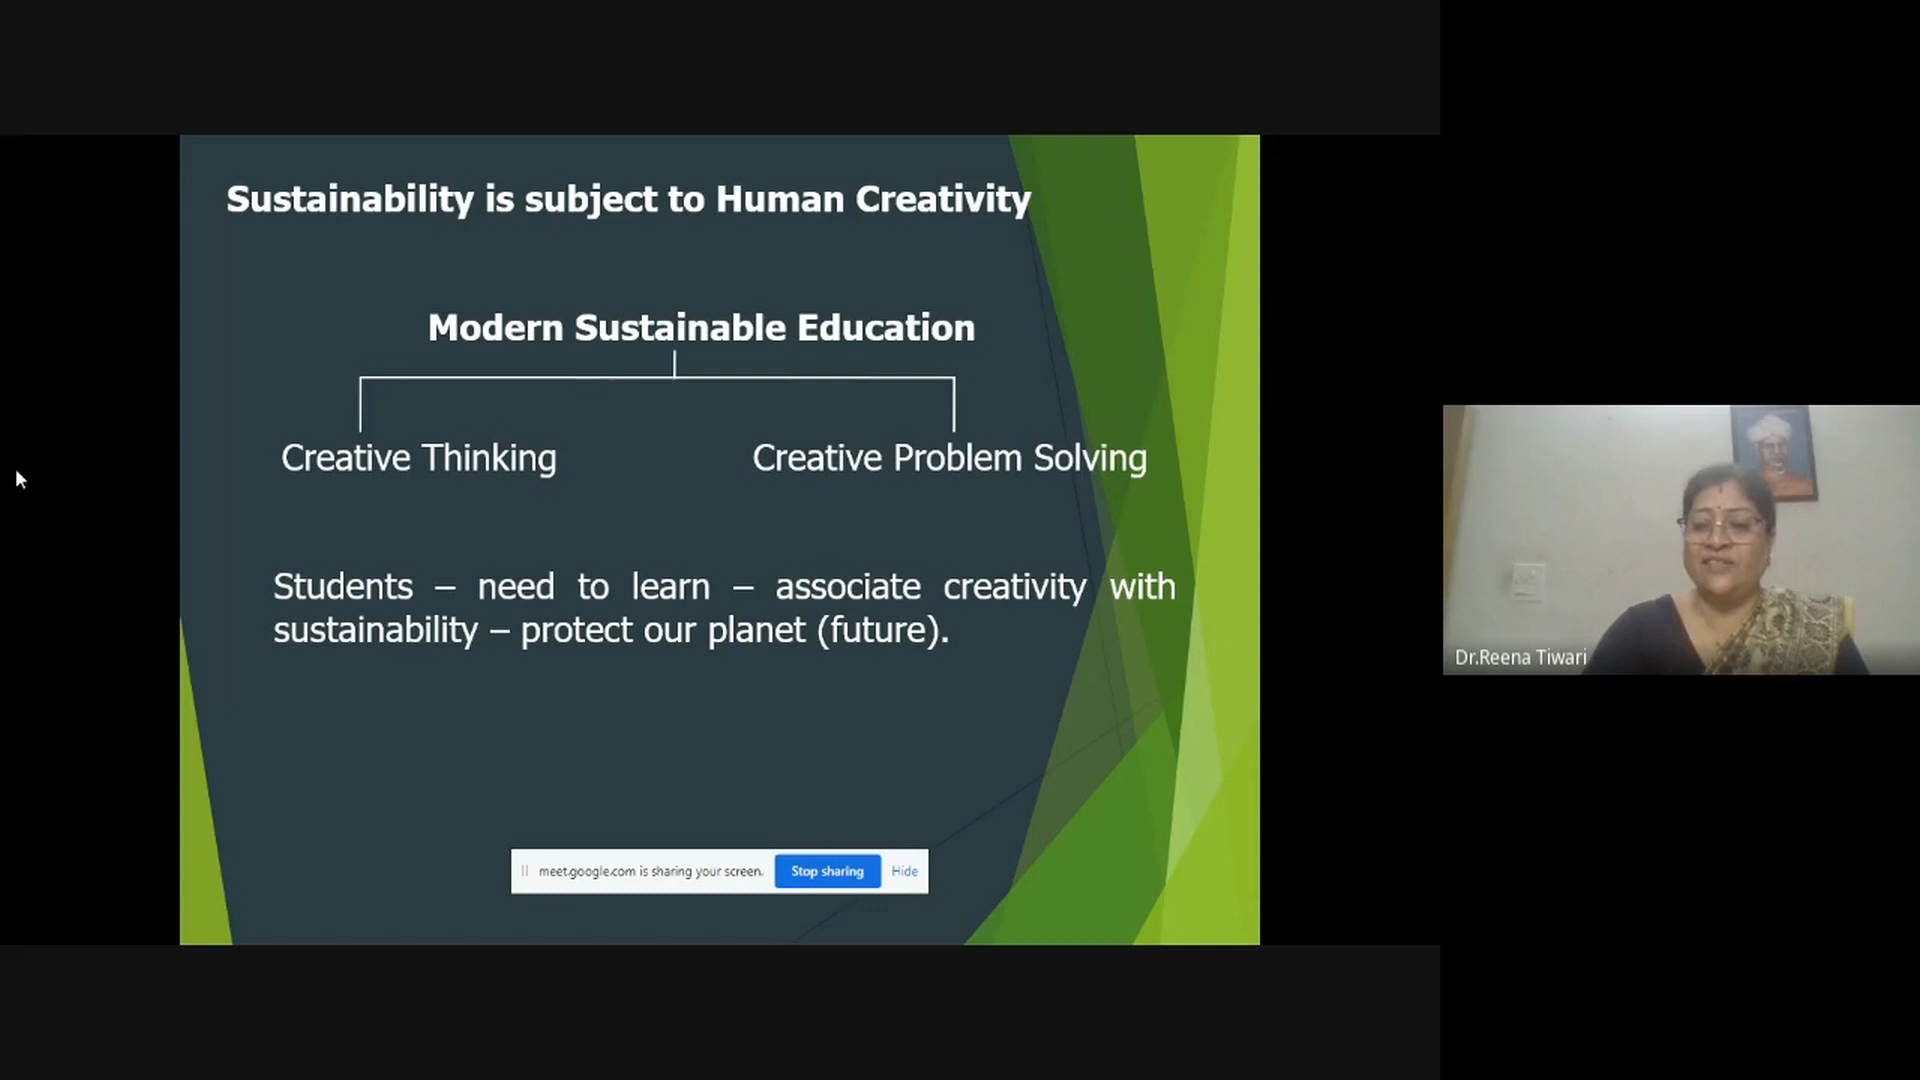 Sustainability is subject to Human Creativity
Modern Sustainable Education
Creative Thinking
Creative Problem Solving
Students – need to learn – associate creativity with
sustainability – protect our planet (future).
meet.google.com is sharing your screen.
Stop sharing
Hide
Dr.Reena Tiwari